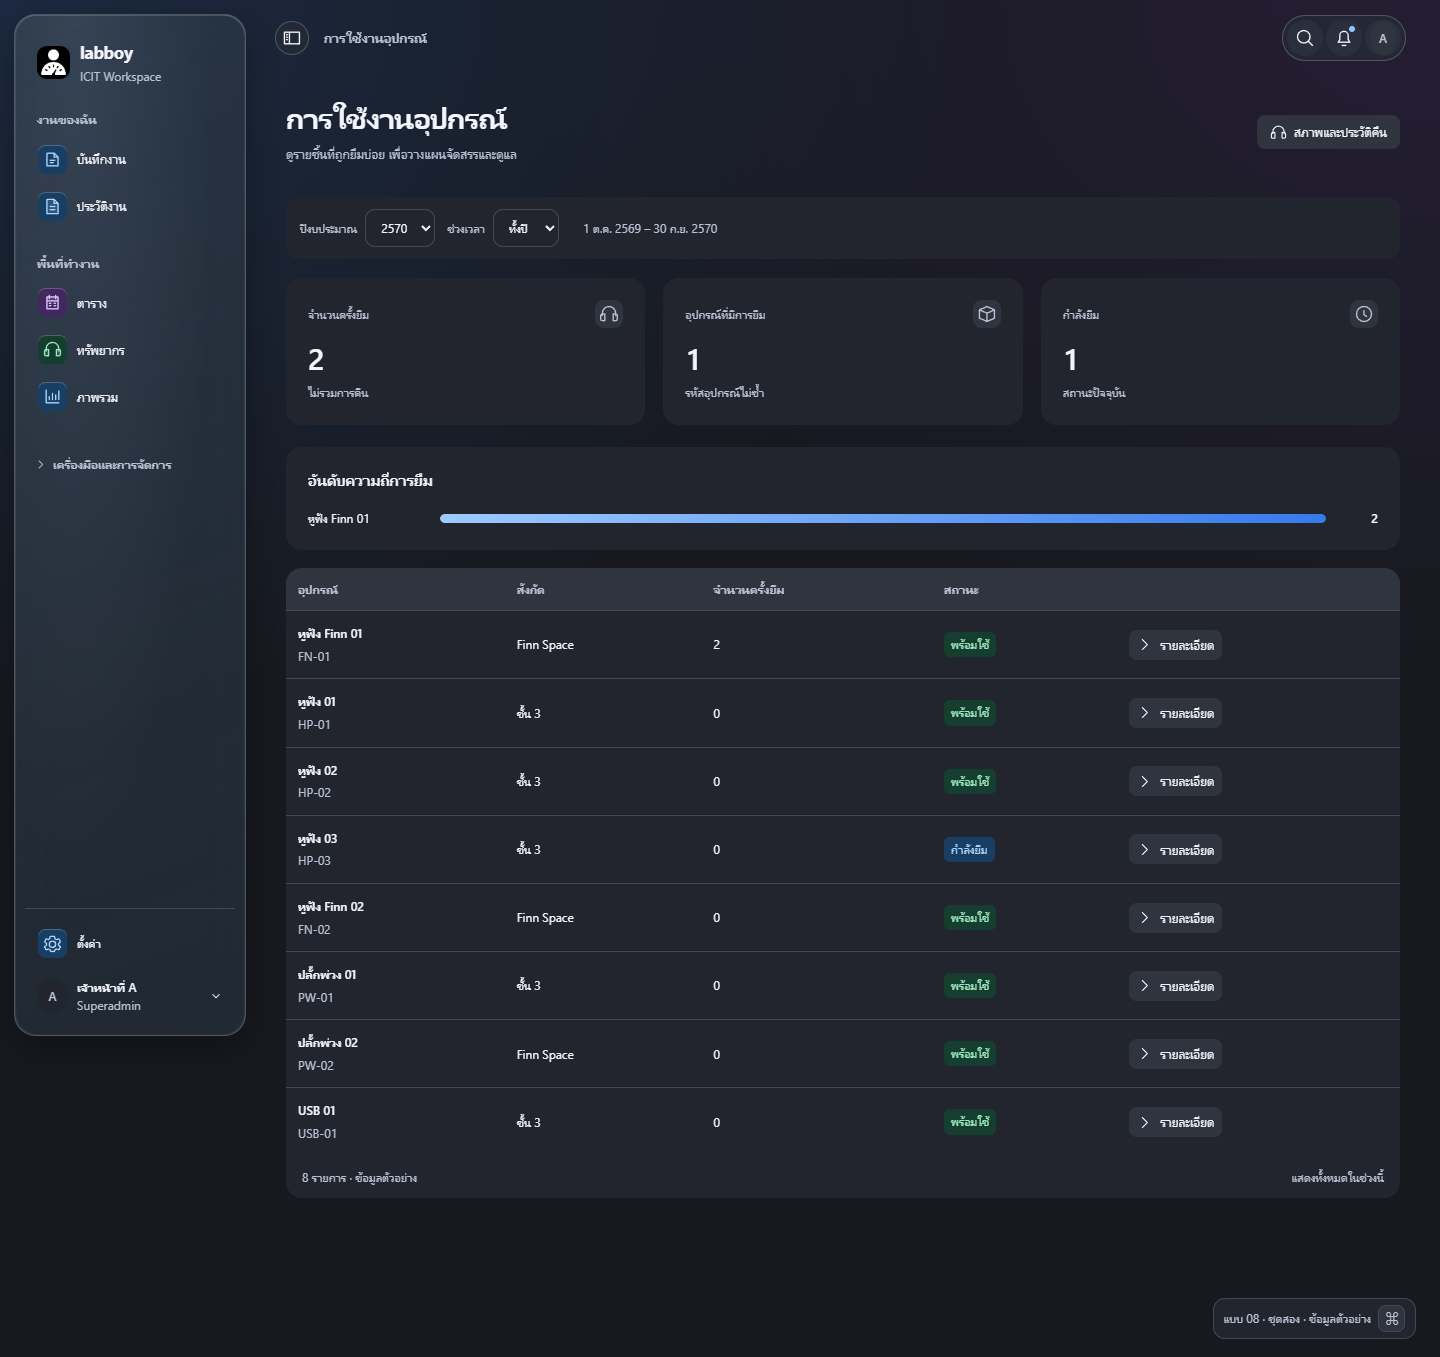 labboy
ICIT Workspace
งานของฉัน
บันทึกงาน
ประวัติงาน
พื้นที่ทำงาน
ตาราง
ทรัพยากร
ภาพรวม
เครื่องมือและการจัดการ
ตั้งค่า
A
เจ้าหน้าที่ A
Superadmin
การใช้งานอุปกรณ์
A
การใช้งานอุปกรณ์
ดูรายชิ้นที่ถูกยืมบ่อย เพื่อวางแผนจัดสรรและดูแล
สภาพและประวัติคืน
ปีงบประมาณ 2570 ช่วงเวลา ทั้งปี 1 ต.ค. 2569 – 30 ก.ย. 2570
จำนวนครั้งยืม
2
ไม่รวมการคืน
อุปกรณ์ที่มีการยืม
1
รหัสอุปกรณ์ไม่ซ้ำ
กำลังยืม
1
สถานะปัจจุบัน
อันดับความถี่การยืม
หูฟัง Finn 01 2
อุปกรณ์ สังกัด จำนวนครั้งยืม สถานะ
หูฟัง Finn 01
FN-01
Finn Space 2 พร้อมใช้ รายละเอียด
หูฟัง 01
HP-01
ชั้น 3 0 พร้อมใช้ รายละเอียด
หูฟัง 02
HP-02
ชั้น 3 0 พร้อมใช้ รายละเอียด
หูฟัง 03
HP-03
ชั้น 3 0 กำลังยืม รายละเอียด
หูฟัง Finn 02
FN-02
Finn Space 0 พร้อมใช้ รายละเอียด
ปลั๊กพ่วง 01
PW-01
ชั้น 3 0 พร้อมใช้ รายละเอียด
ปลั๊กพ่วง 02
PW-02
Finn Space 0 พร้อมใช้ รายละเอียด
USB 01
USB-01
ชั้น 3 0 พร้อมใช้ รายละเอียด
8 รายการ · ข้อมูลตัวอย่าง
แสดงทั้งหมดในช่วงนี้
แบบ 08 · ชุดสอง · ข้อมูลตัวอย่าง ⌘